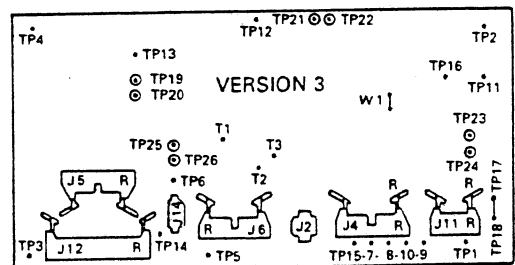 TP4
TP12
TP21
TP22
TP2
TP13
TP16
TP11
TP19
TP20
VERSION 3
W1
TP23
TP24
T1
TP25
TP26
T3
T2
TP6
J5 R
J14
R
R
TP17
J12 R
R J6
J2
J4 R
J11 R
TP18
TP3
TP14
TP5
TP15-7- 8-10-9
TP1